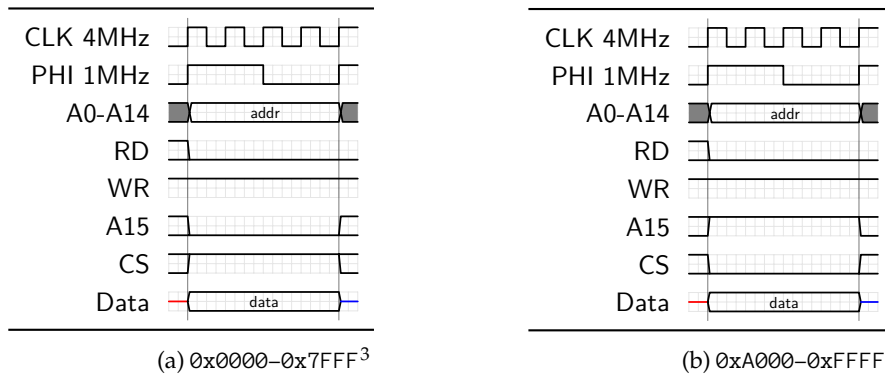 CLK 4MHz
PHI 1MHz
A0-A14 addr
RD
WR
A15
CS
Data data
(a) 0x0000–0x7FFF³
CLK 4MHz
PHI 1MHz
A0-A14 addr
RD
WR
A15
CS
Data data
(b) 0xA000–0xFFFF